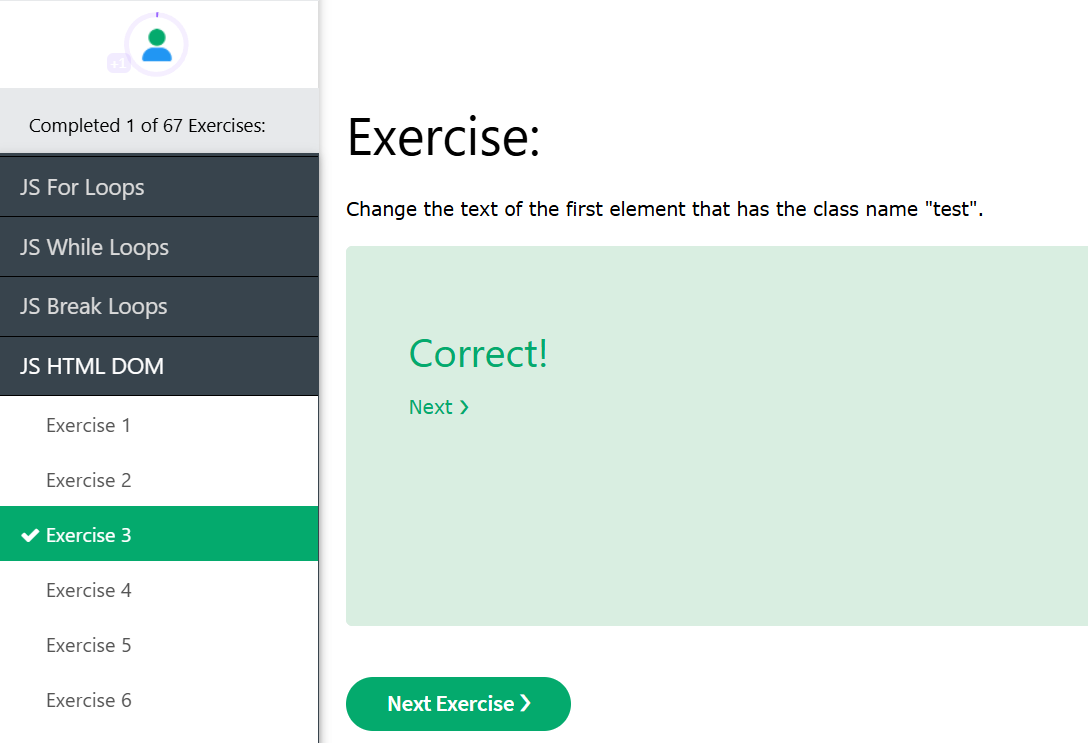 +1
Completed 1 of 67 Exercises:
JS For Loops
JS While Loops
JS Break Loops
JS HTML DOM
Exercise 1
Exercise 2
Exercise 3
Exercise 4
Exercise 5
Exercise 6
Exercise:
Change the text of the first element that has the class name "test".
Correct!
Next ❯
Next Exercise ❯